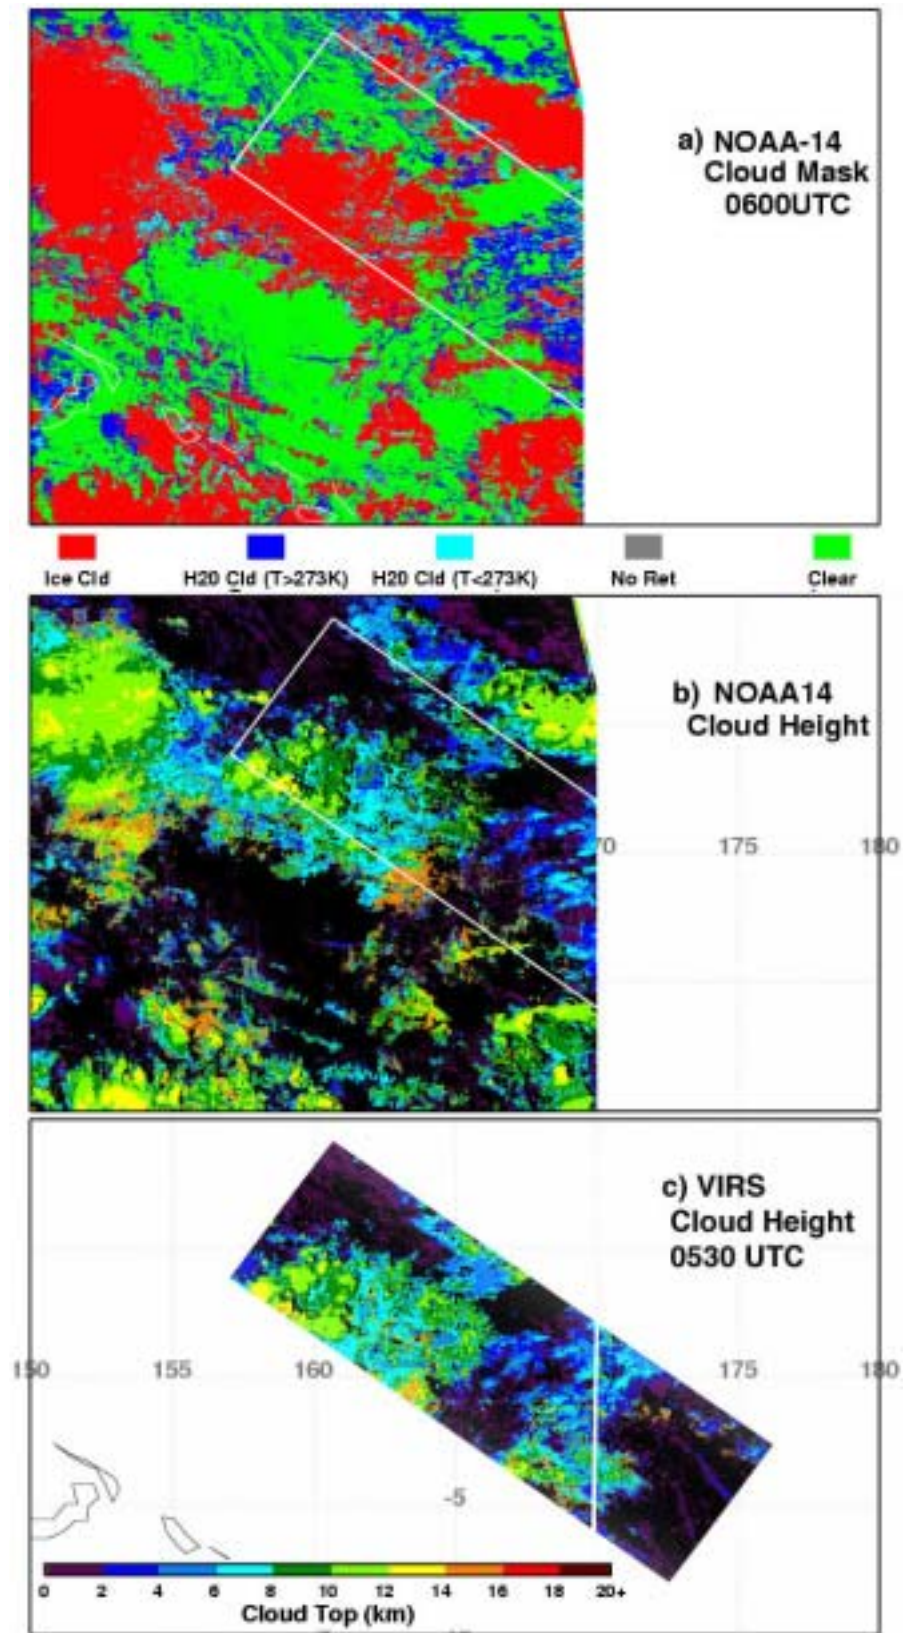 a) NOAA-14
Cloud Mask
0600UTC
Ice Cld
H20 Cld (T>273K)
H20 Cld (T<273K)
No Ret
Clear
b) NOAA14
Cloud Height
70 175 180
c) VIRS
Cloud Height
0530 UTC
150 155 160 175 180
-5
0 2 4 6 8 10 12 14 16 18 20+
Cloud Top (km)